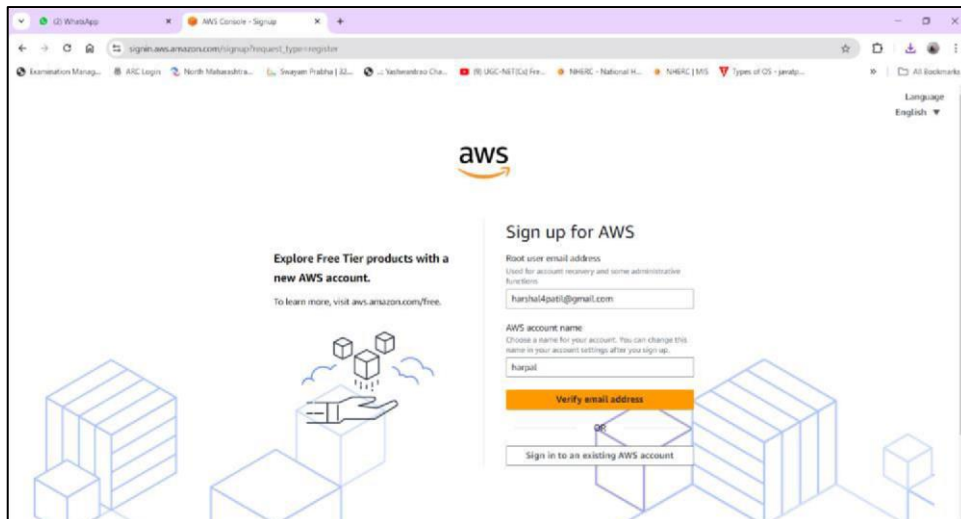 (2) WhatsApp
AWS Console - Signup
signin.aws.amazon.com/signup?request_type=register
Examination Manag... ARC Login North Maharashtra... Swayam Prabha | 32... ..:: Yashwantrao Cha... (8) UGC-NET(Cs) Fre... NHERC - National H... NHERC | MIS Types of OS - javatp... » All Bookmarks
Language
English ▼
aws
Sign up for AWS
Explore Free Tier products with a
new AWS account.
To learn more, visit aws.amazon.com/free.
Root user email address
Used for account recovery and some administrative
functions
harshal4patil@gmail.com
AWS account name
Choose a name for your account. You can change this
name in your account settings after you sign up.
harpal
Verify email address
OR
Sign in to an existing AWS account